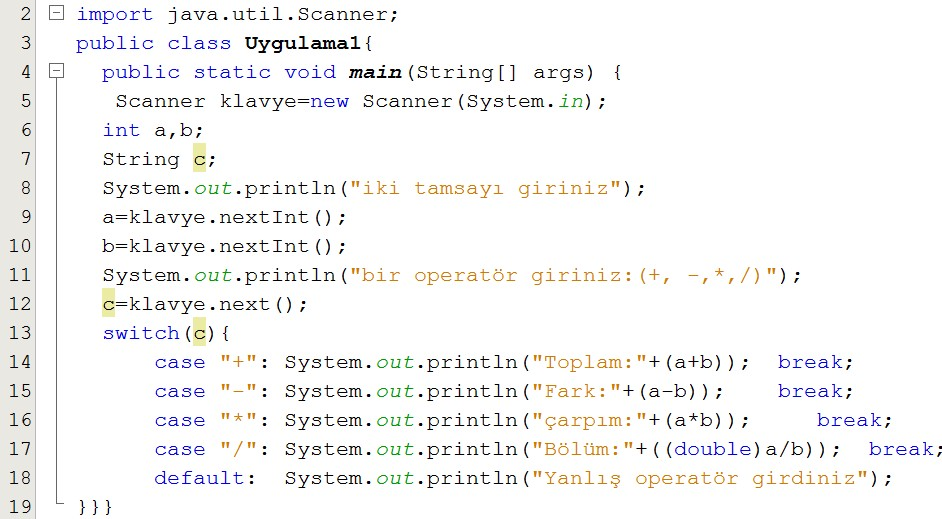 2 import java.util.Scanner;
3 public class Uygulama1{
4 public static void main(String[] args) {
5 Scanner klavye=new Scanner(System.in);
6 int a,b;
7 String c;
8 System.out.println("iki tamsayı giriniz");
9 a=klavye.nextInt();
10 b=klavye.nextInt();
11 System.out.println("bir operatör giriniz:(+, -,*,/)");
12 c=klavye.next();
13 switch(c){
14 case "+": System.out.println("Toplam:"+(a+b)); break;
15 case "-": System.out.println("Fark:"+(a-b)); break;
16 case "*": System.out.println("çarpım:"+(a*b)); break;
17 case "/": System.out.println("Bölüm:"+((double)a/b)); break;
18 default: System.out.println("Yanlış operatör girdiniz");
19 }}}